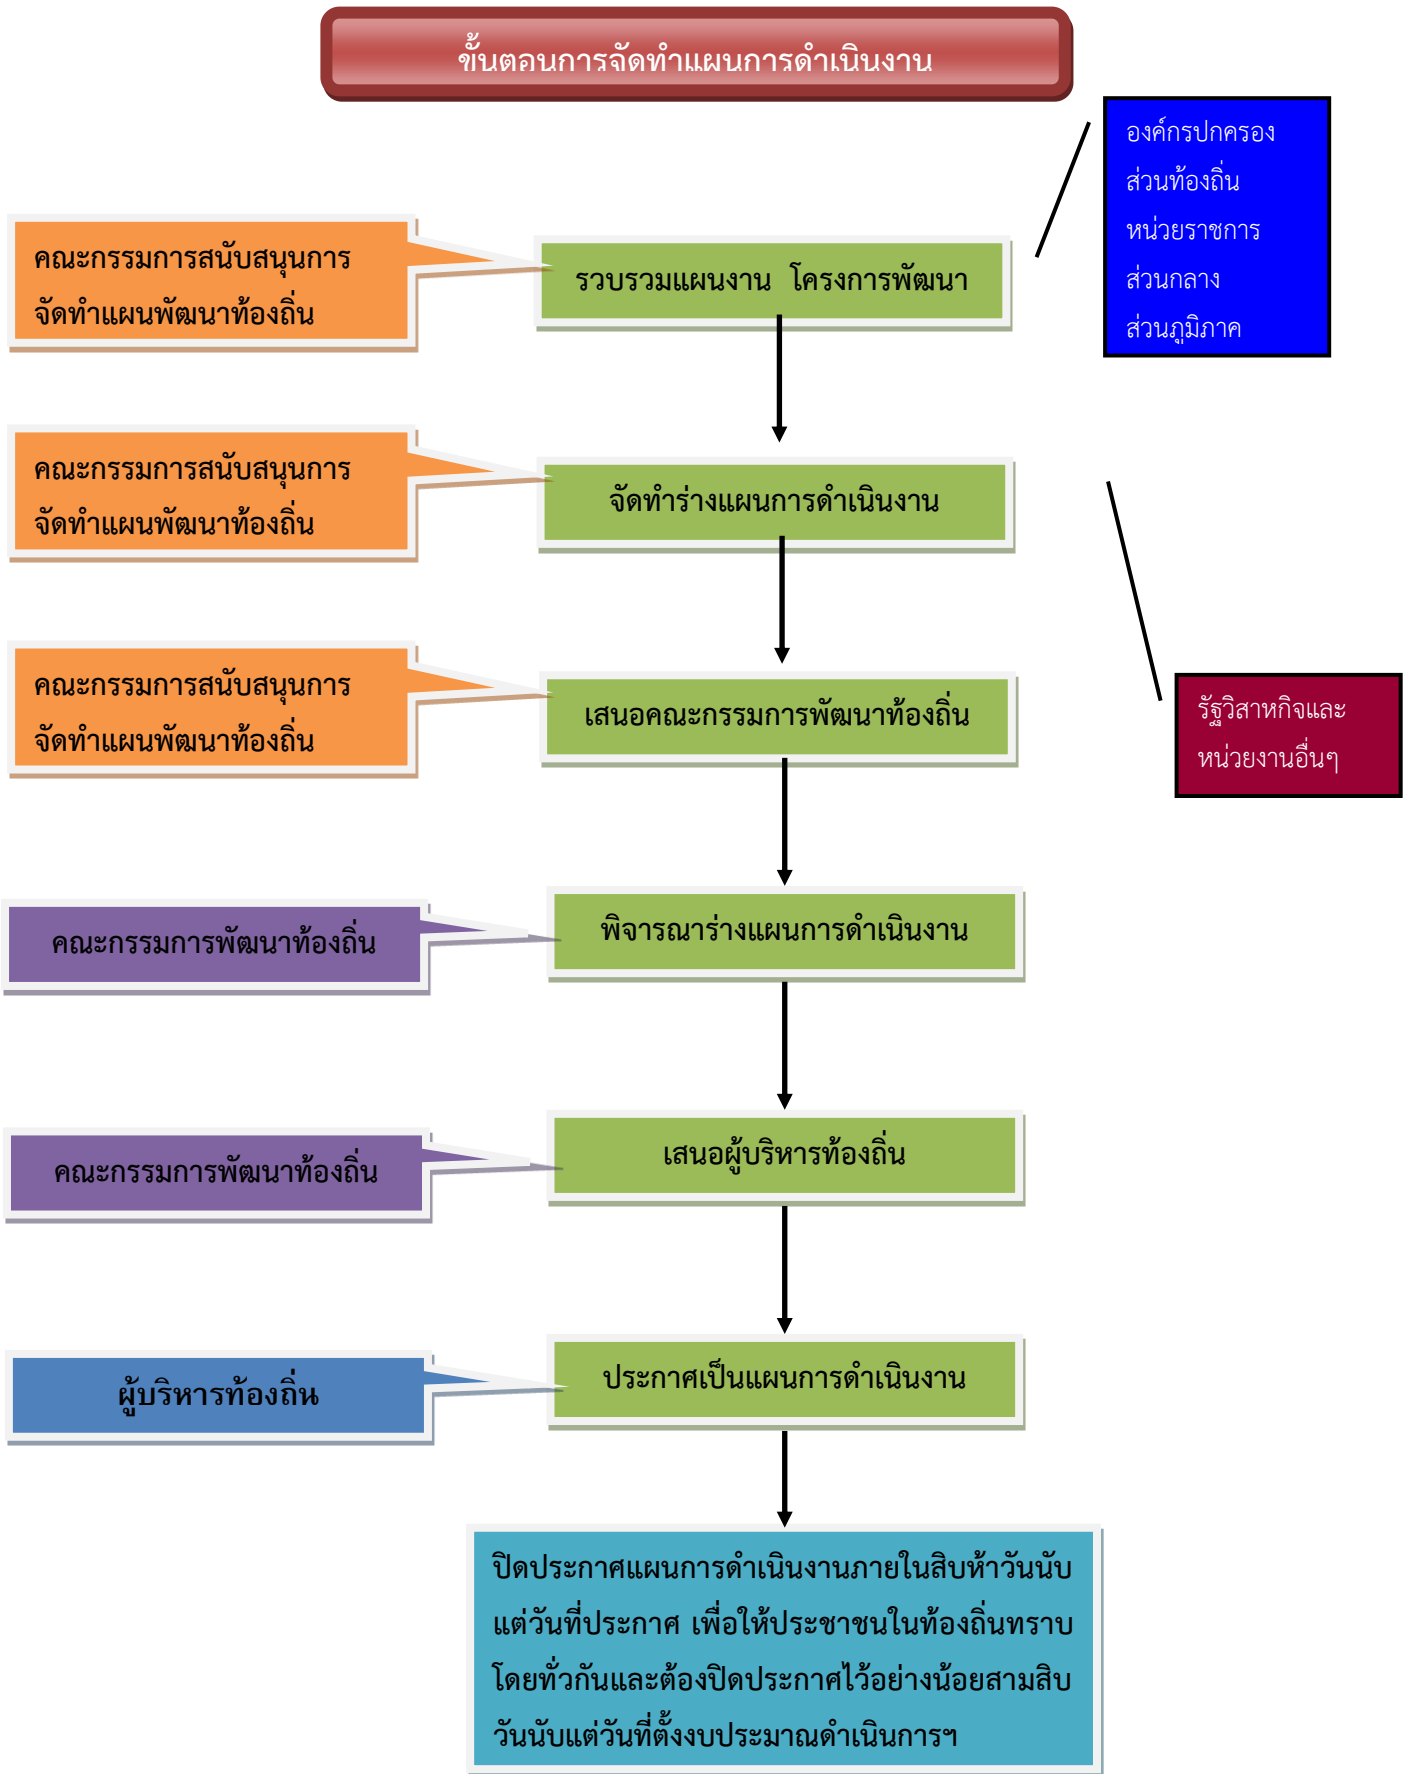 ขั้นตอนการจัดทำแผนการดำเนินงาน
องค์กรปกครอง
ส่วนท้องถิ่น
หน่วยราชการ
ส่วนกลาง
ส่วนภูมิภาค
คณะกรรมการสนับสนุนการ
จัดทำแผนพัฒนาท้องถิ่น
รวบรวมแผนงาน โครงการพัฒนา
คณะกรรมการสนับสนุนการ
จัดทำแผนพัฒนาท้องถิ่น
จัดทำร่างแผนการดำเนินงาน
คณะกรรมการสนับสนุนการ
จัดทำแผนพัฒนาท้องถิ่น
เสนอคณะกรรมการพัฒนาท้องถิ่น
รัฐวิสาหกิจและ
หน่วยงานอื่นๆ
คณะกรรมการพัฒนาท้องถิ่น
พิจารณาร่างแผนการดำเนินงาน
คณะกรรมการพัฒนาท้องถิ่น
เสนอผู้บริหารท้องถิ่น
ผู้บริหารท้องถิ่น
ประกาศเป็นแผนการดำเนินงาน
ปิดประกาศแผนการดำเนินงานภายในสิบห้าวันนับ
แต่วันที่ประกาศ เพื่อให้ประชาชนในท้องถิ่นทราบ
โดยทั่วกันและต้องปิดประกาศไว้อย่างน้อยสามสิบ
วันนับแต่วันที่ตั้งงบประมาณดำเนินการฯ